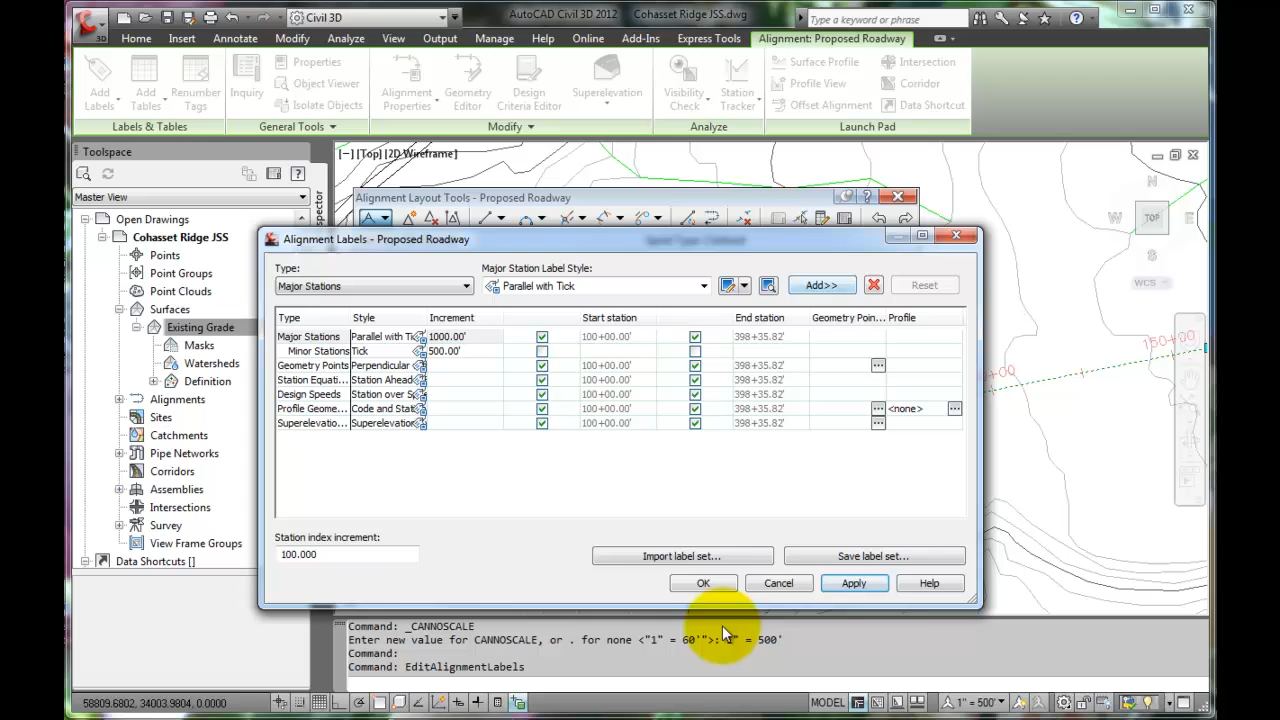 Civil 3D
AutoCAD Civil 3D 2012 Cohasset Ridge JSS.dwg
Type a keyword or phrase
3D
Home Insert Annotate Modify Analyze View Output Manage Help Online Add-Ins Express Tools Alignment: Proposed Roadway
Add Labels
Add Tables
Renumber Tags
Inquiry
Properties
Object Viewer
Isolate Objects
Alignment Properties
Geometry Editor
Design Criteria Editor
Superelevation
Visibility Check
Station Tracker
Surface Profile
Profile View
Offset Alignment
Intersection
Corridor
Data Shortcut
Labels & Tables General Tools Modify Analyze Launch Pad
Toolspace
Master View
Open Drawings
Cohasset Ridge JSS
Points
Point Groups
Point Clouds
Surfaces
Existing Grade
Masks
Watersheds
Definition
Alignments
Sites
Catchments
Pipe Networks
Corridors
Assemblies
Intersections
Survey
View Frame Groups
Data Shortcuts []
[−][Top][2D Wireframe]
N
W TOP E
S
WCS
150+00
Alignment Layout Tools - Proposed Roadway
Alignment Labels - Proposed Roadway
Type: Major Station Label Style:
Major Stations Parallel with Tick Add>> Reset
Type Style Increment Start station End station Geometry Poin... Profile
Major Stations Parallel with Tic 1000.00' 100+00.00' 398+35.82'
Minor Stations Tick 500.00'
Geometry Points Perpendicular 100+00.00' 398+35.82'
Station Equati... Station Ahead 100+00.00' 398+35.82'
Design Speeds Station over S 100+00.00' 398+35.82'
Profile Geome... Code and Stat 100+00.00' 398+35.82' <none>
Superelevatio... Superelevation 100+00.00' 398+35.82'
Station index increment:
100.000
Import label set... Save label set...
OK Cancel Apply Help
Command: _CANNOSCALE
Enter new value for CANNOSCALE, or . for none <"1" = 60'">: 1" = 500'
Command:
Command: EditAlignmentLabels
58809.6802, 34003.9804, 0.0000
MODEL
1" = 500'